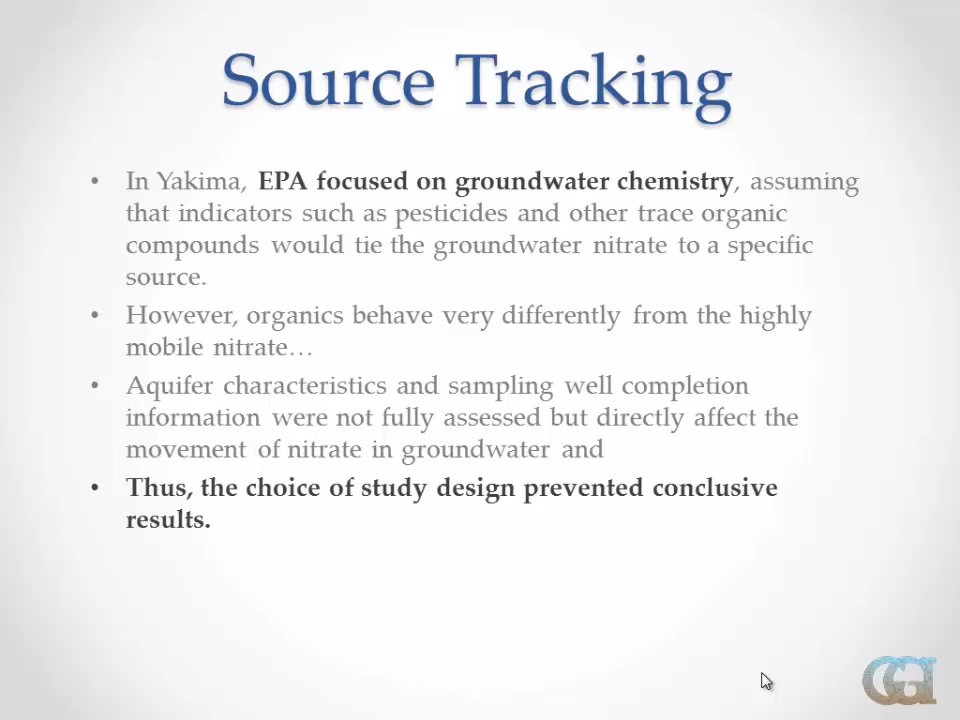 Source Tracking
• In Yakima, EPA focused on groundwater chemistry, assuming
that indicators such as pesticides and other trace organic
compounds would tie the groundwater nitrate to a specific
source.
• However, organics behave very differently from the highly
mobile nitrate…
• Aquifer characteristics and sampling well completion
information were not fully assessed but directly affect the
movement of nitrate in groundwater and
• Thus, the choice of study design prevented conclusive
results.
CGI